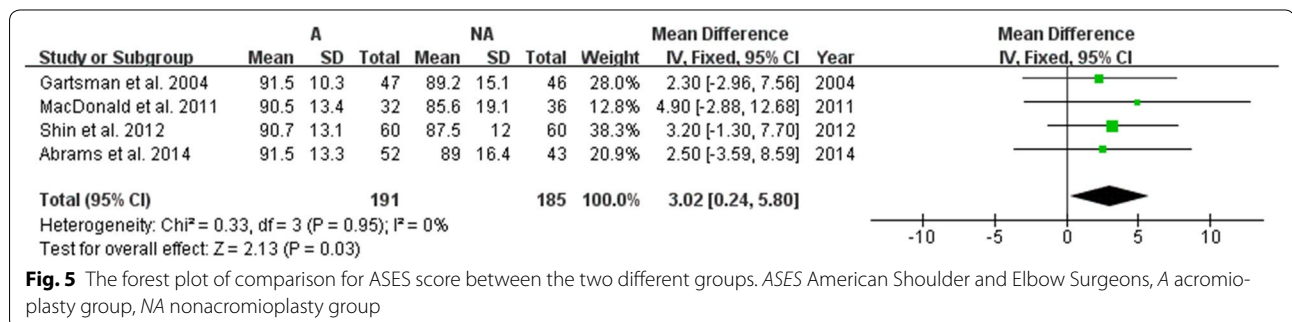 A NA Mean Difference Mean Difference
Study or Subgroup Mean SD Total Mean SD Total Weight IV, Fixed, 95% CI Year IV, Fixed, 95% CI
Gartsman et al. 2004 91.5 10.3 47 89.2 15.1 46 28.0% 2.30 [-2.96, 7.56] 2004
MacDonald et al. 2011 90.5 13.4 32 85.6 19.1 36 12.8% 4.90 [-2.88, 12.68] 2011
Shin et al. 2012 90.7 13.1 60 87.5 12 60 38.3% 3.20 [-1.30, 7.70] 2012
Abrams et al. 2014 91.5 13.3 52 89 16.4 43 20.9% 2.50 [-3.59, 8.59] 2014
Total (95% CI) 191 185 100.0% 3.02 [0.24, 5.80]
Heterogeneity: Chi² = 0.33, df = 3 (P = 0.95); I² = 0%
Test for overall effect: Z = 2.13 (P = 0.03)
-10 -5 0 5 10
Fig. 5 The forest plot of comparison for ASES score between the two different groups. ASES American Shoulder and Elbow Surgeons, A acromio-
plasty group, NA nonacromioplasty group